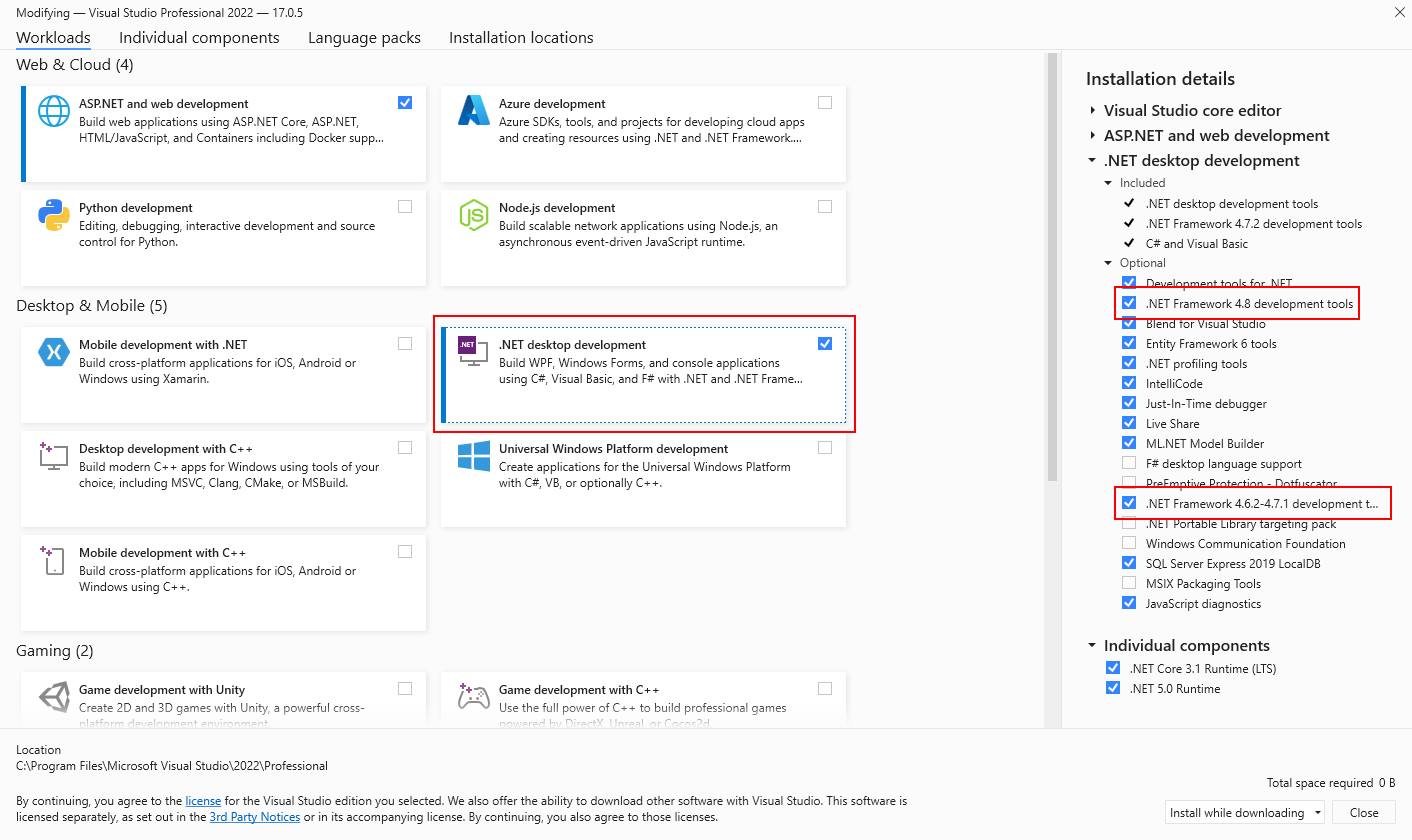 Modifying — Visual Studio Professional 2022 — 17.0.5
Workloads
Individual components
Language packs
Installation locations
Web & Cloud (4)
ASP.NET and web development
Build web applications using ASP.NET Core, ASP.NET,
HTML/JavaScript, and Containers including Docker supp...
Azure development
Azure SDKs, tools, and projects for developing cloud apps
and creating resources using .NET and .NET Framework....
Python development
Editing, debugging, interactive development and source
control for Python.
Node.js development
Build scalable network applications using Node.js, an
asynchronous event-driven JavaScript runtime.
Desktop & Mobile (5)
Mobile development with .NET
Build cross-platform applications for iOS, Android or
Windows using Xamarin.
.NET
.NET desktop development
Build WPF, Windows Forms, and console applications
using C#, Visual Basic, and F# with .NET and .NET Frame...
Desktop development with C++
Build modern C++ apps for Windows using tools of your
choice, including MSVC, Clang, CMake, or MSBuild.
Universal Windows Platform development
Create applications for the Universal Windows Platform
with C#, VB, or optionally C++.
Mobile development with C++
Build cross-platform applications for iOS, Android or
Windows using C++.
Gaming (2)
Game development with Unity
Create 2D and 3D games with Unity, a powerful cross-
platform development environment.
Game development with C++
Use the full power of C++ to build professional games
powered by DirectX, Unreal, or Cocos2d.
Installation details
Visual Studio core editor
ASP.NET and web development
.NET desktop development
Included
.NET desktop development tools
.NET Framework 4.7.2 development tools
C# and Visual Basic
Optional
Development tools for .NET
.NET Framework 4.8 development tools
Blend for Visual Studio
Entity Framework 6 tools
.NET profiling tools
IntelliCode
Just-In-Time debugger
Live Share
ML.NET Model Builder
F# desktop language support
PreEmptive Protection - Dotfuscator
.NET Framework 4.6.2-4.7.1 development t...
.NET Portable Library targeting pack
Windows Communication Foundation
SQL Server Express 2019 LocalDB
MSIX Packaging Tools
JavaScript diagnostics
Individual components
.NET Core 3.1 Runtime (LTS)
.NET 5.0 Runtime
Location
C:\Program Files\Microsoft Visual Studio\2022\Professional
By continuing, you agree to the license for the Visual Studio edition you selected. We also offer the ability to download other software with Visual Studio. This software is
licensed separately, as set out in the 3rd Party Notices or in its accompanying license. By continuing, you also agree to those licenses.
Total space required 0 B
Install while downloading
Close